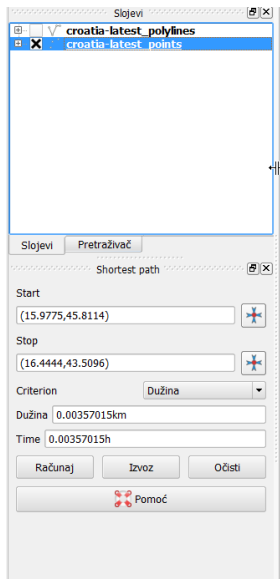 Slojevi
croatia-latest_polylines
croatia-latest_points
Slojevi Pretraživač
Shortest path
Start
(15.9775,45.8114)
Stop
(16.4444,43.5096)
Criterion Dužina
Dužina 0.00357015km
Time 0.00357015h
Računaj Izvoz Očisti
Pomoć